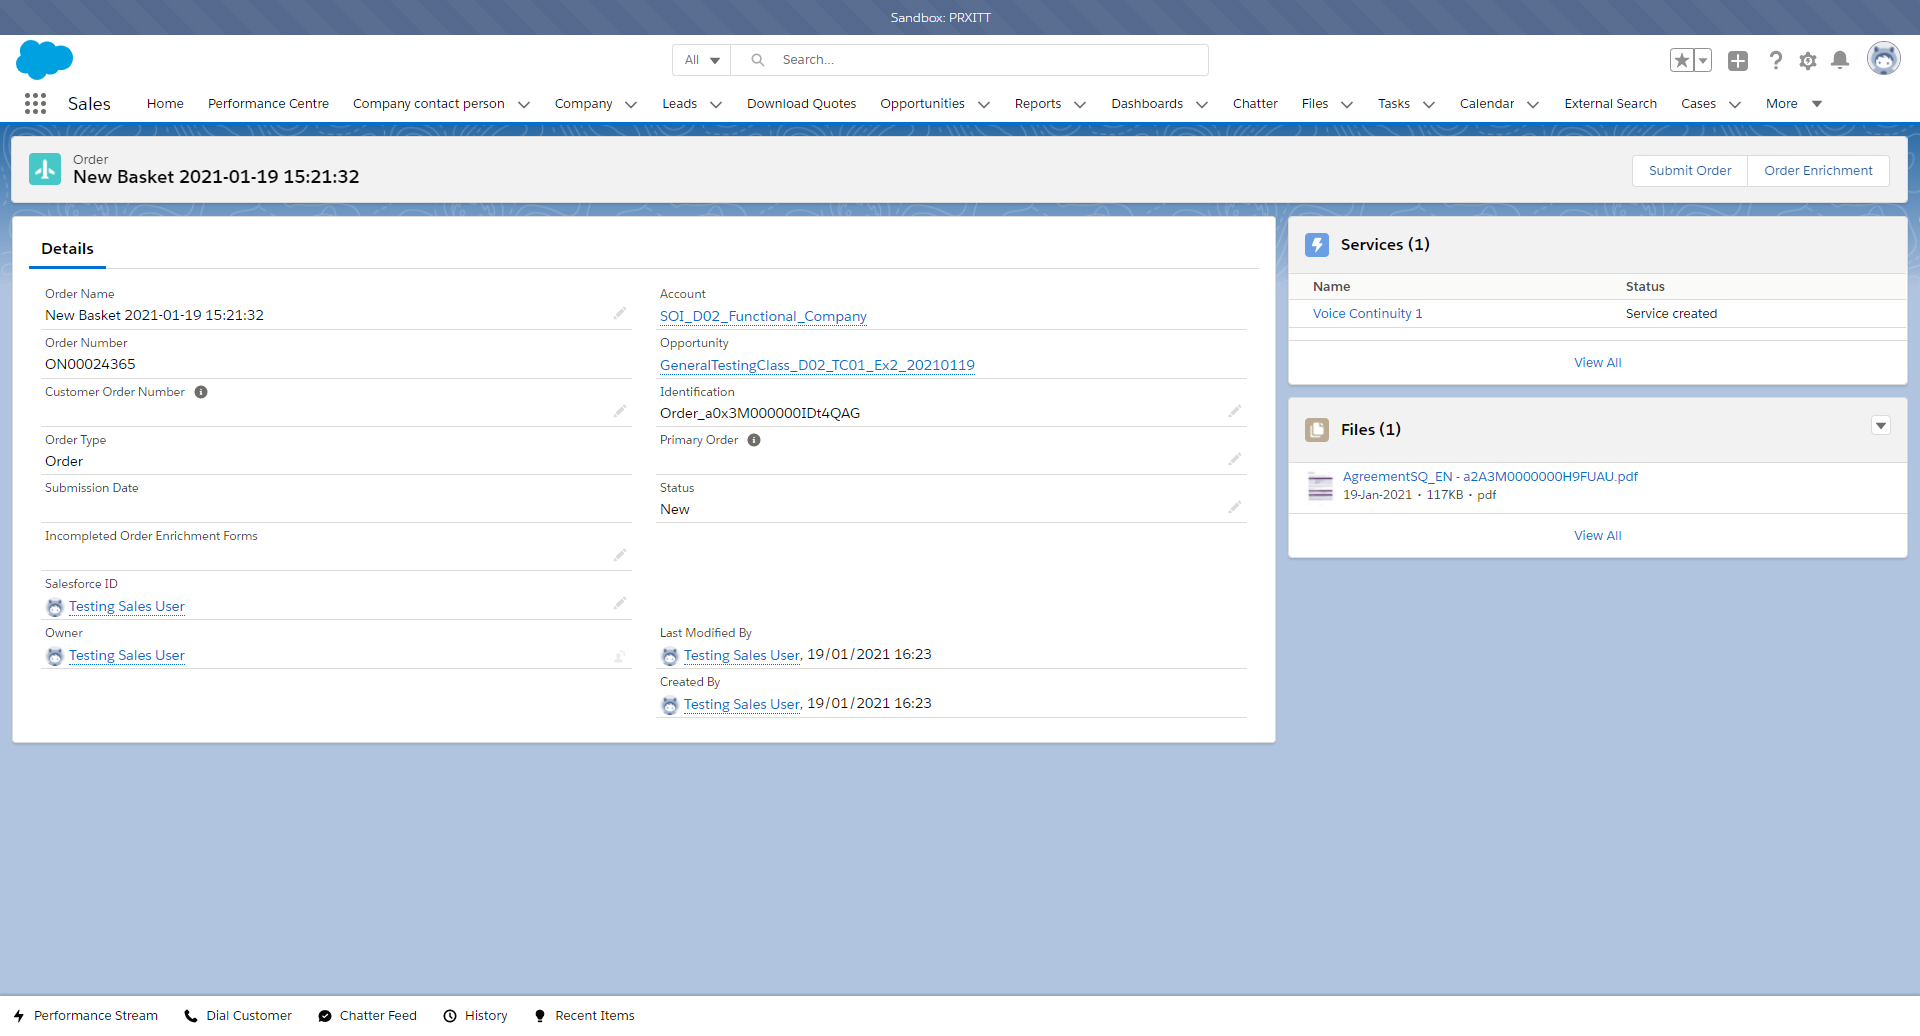 Sandbox: PRXITT
All
Search...
Sales
Home
Performance Centre
Company contact person
Company
Leads
Download Quotes
Opportunities
Reports
Dashboards
Chatter
Files
Tasks
Calendar
External Search
Cases
More
Order
New Basket 2021-01-19 15:21:32
Submit Order
Order Enrichment
Details
Order Name
New Basket 2021-01-19 15:21:32
Order Number
ON00024365
Customer Order Number
Order Type
Order
Submission Date
Incompleted Order Enrichment Forms
Salesforce ID
Testing Sales User
Owner
Testing Sales User
Account
SOI_D02_Functional_Company
Opportunity
GeneralTestingClass_D02_TC01_Ex2_20210119
Identification
Order_a0x3M000000IDt4QAG
Primary Order
Status
New
Last Modified By
Testing Sales User, 19/01/2021 16:23
Created By
Testing Sales User, 19/01/2021 16:23
Services (1)
Name Status
Voice Continuity 1 Service created
View All
Files (1)
AgreementSQ_EN - a2A3M0000000H9FUAU.pdf
19-Jan-2021 • 117KB • pdf
View All
Performance Stream
Dial Customer
Chatter Feed
History
Recent Items